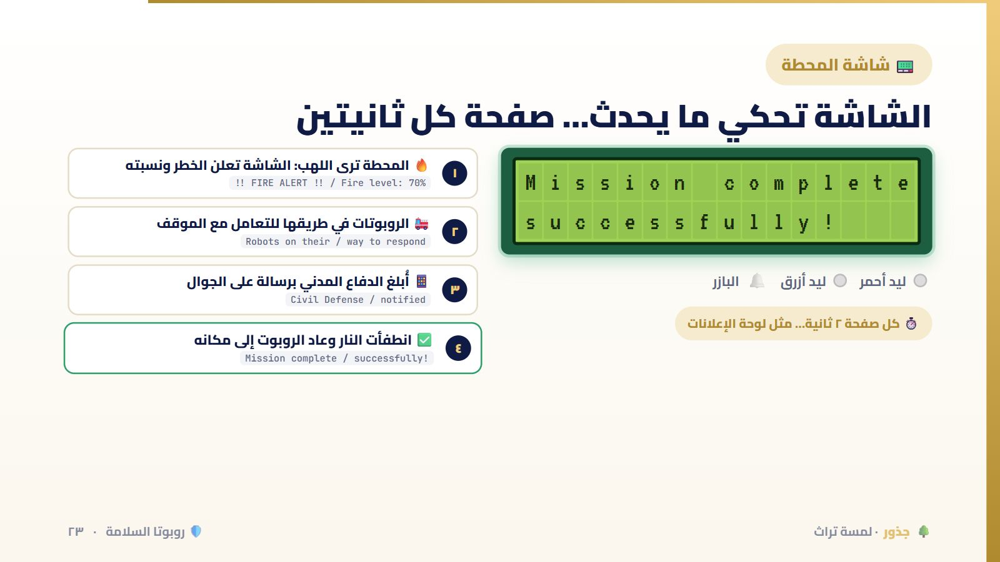 شاشة المحطة
الشاشة تحكي ما يحدث... صفحة كل ثانيتين
Mission complete
successfully!
ليد أحمر
ليد أزرق
البازر
كل صفحة ٢ ثانية... مثل لوحة الإعلانات
١
المحطة ترى اللهب: الشاشة تعلن الخطر ونسبته
!! FIRE ALERT !! / Fire level: 70%
٢
الروبوتات في طريقها للتعامل مع الموقف
Robots on their / way to respond
٣
أُبلغ الدفاع المدني برسالة على الجوال
Civil Defense / notified
٤
انطفأت النار وعاد الروبوت إلى مكانه
Mission complete / successfully!
جذور · لمسة تراث
روبوتا السلامة · ٢٣